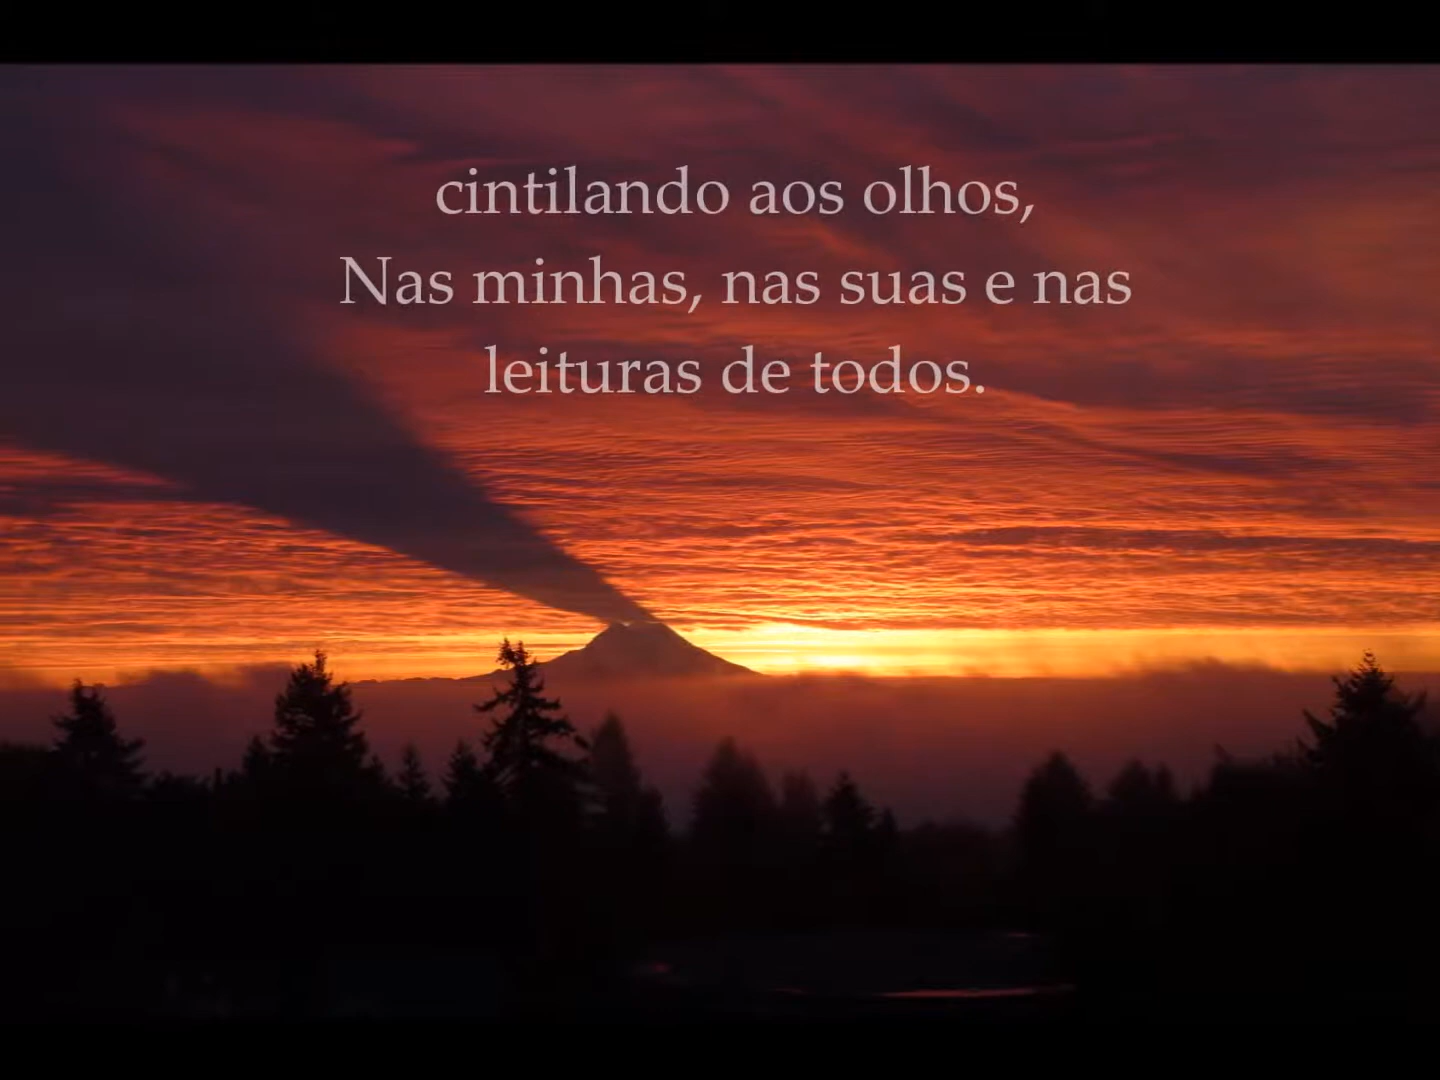 cintilando aos olhos,
Nas minhas, nas suas e nas
leituras de todos.